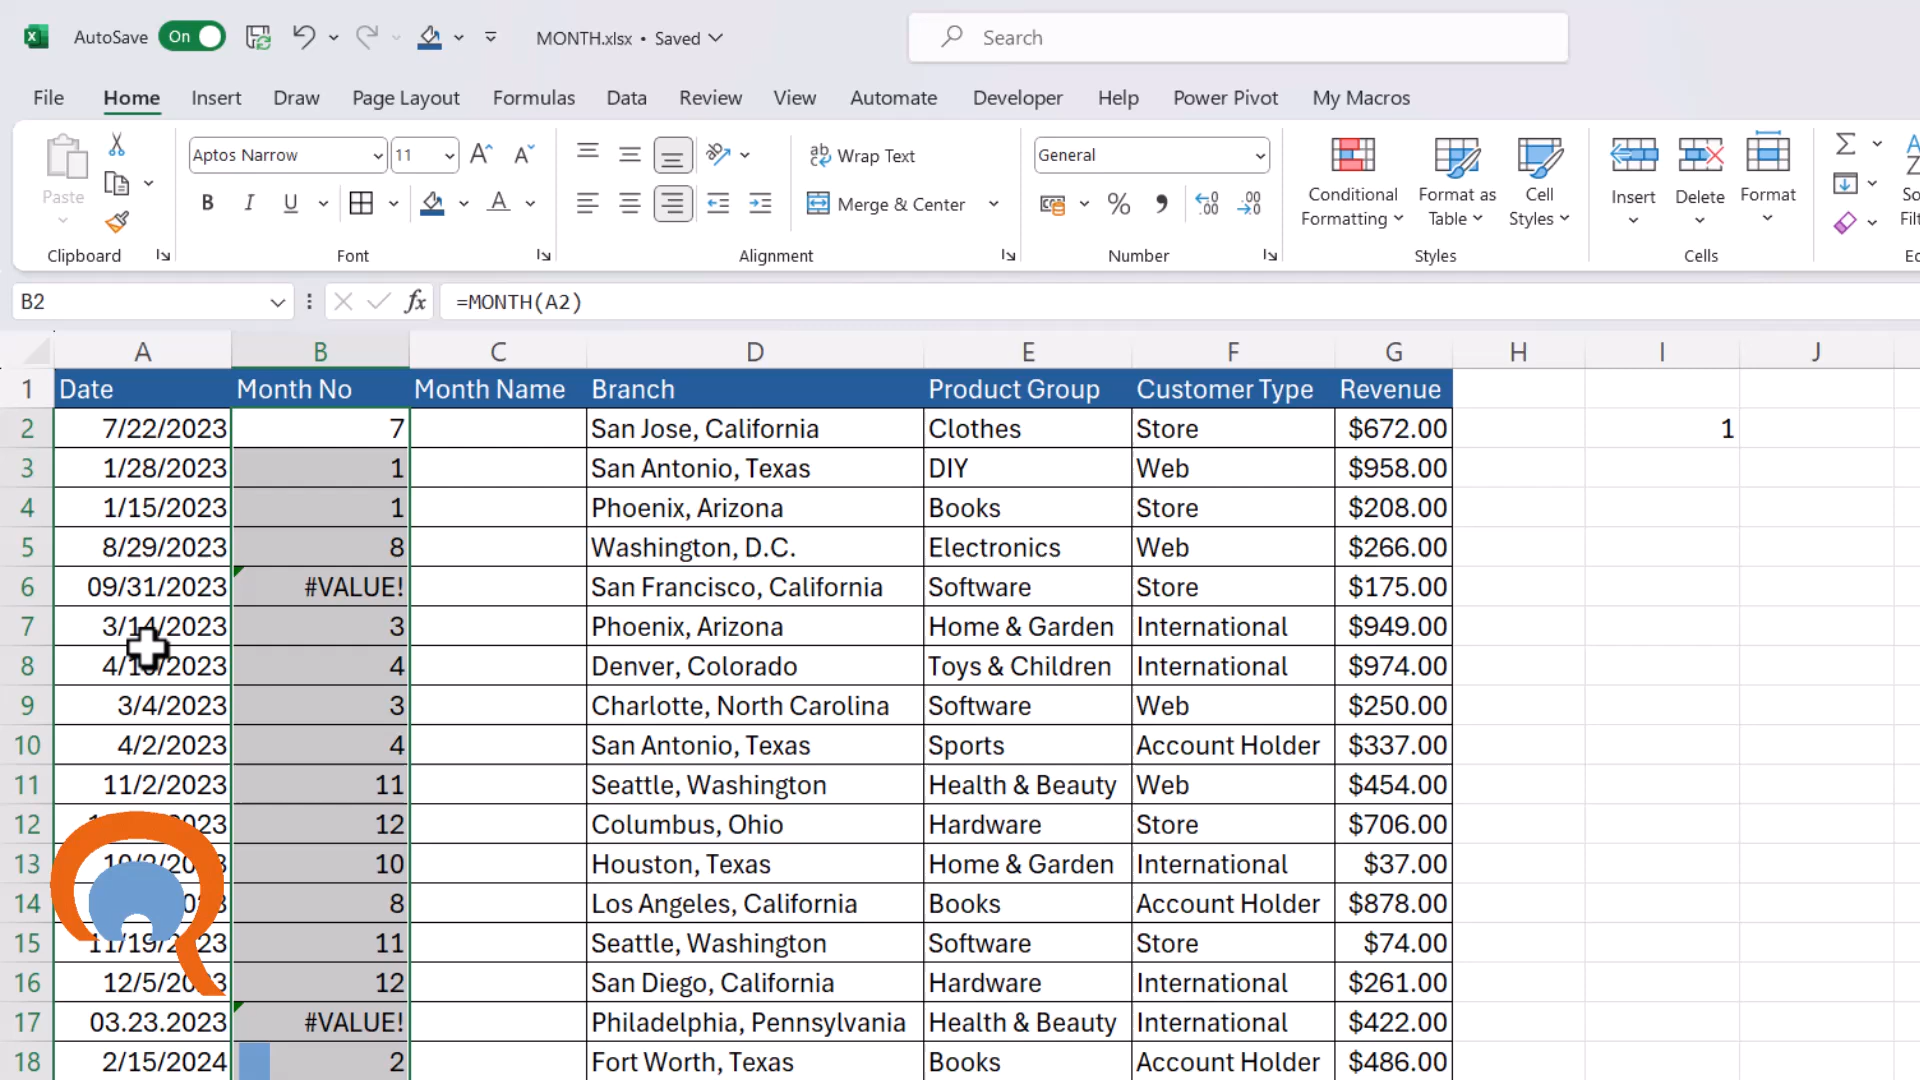 AutoSave On MONTH.xlsx • Saved Search
File Home Insert Draw Page Layout Formulas Data Review View Automate Developer Help Power Pivot My Macros
Aptos Narrow 11 Wrap Text General
Paste B I U Merge & Center % Conditional Formatting Format as Table Cell Styles Insert Delete Format
Clipboard Font Alignment Number Styles Cells
B2 fx =MONTH(A2)
A B C D E F G H I J
1 Date Month No Month Name Branch Product Group Customer Type Revenue
2 7/22/2023 7 San Jose, California Clothes Store $672.00 1
3 1/28/2023 1 San Antonio, Texas DIY Web $958.00
4 1/15/2023 1 Phoenix, Arizona Books Store $208.00
5 8/29/2023 8 Washington, D.C. Electronics Web $266.00
6 09/31/2023 #VALUE! San Francisco, California Software Store $175.00
7 3/14/2023 3 Phoenix, Arizona Home & Garden International $949.00
8 4 Denver, Colorado Toys & Children International $974.00
9 3/4/2023 3 Charlotte, North Carolina Software Web $250.00
10 4/2/2023 4 San Antonio, Texas Sports Account Holder $337.00
11 11/2/2023 11 Seattle, Washington Health & Beauty Web $454.00
12 12 Columbus, Ohio Hardware Store $706.00
13 10 Houston, Texas Home & Garden International $37.00
14 8 Los Angeles, California Books Account Holder $878.00
15 11/19/2023 11 Seattle, Washington Software Store $74.00
16 12/5/2023 12 San Diego, California Hardware International $261.00
17 03.23.2023 #VALUE! Philadelphia, Pennsylvania Health & Beauty International $422.00
18 2/15/2024 2 Fort Worth, Texas Books Account Holder $486.00